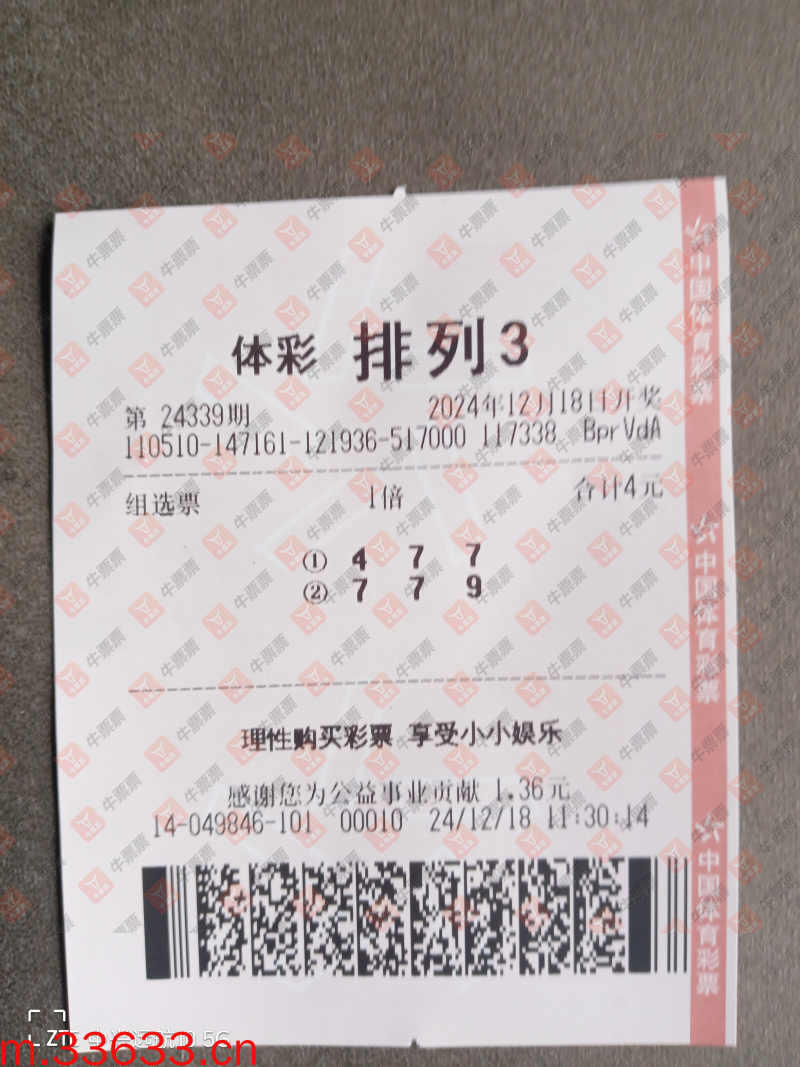 体彩 排列3
第 24339期 2024年12月18日开奖
110510-147161-121936-517000 117338 BprVdA
组选票 1倍 合计4元
① 4 7 7
② 7 7 9
理性购买彩票 享受小小娱乐
感谢您为公益事业贡献 1.36元
14-049846-101 00010 24/12/18 11:30:14
中国体育彩票
中国体育彩票
中国体育彩票
牛票票
m.33633.cn